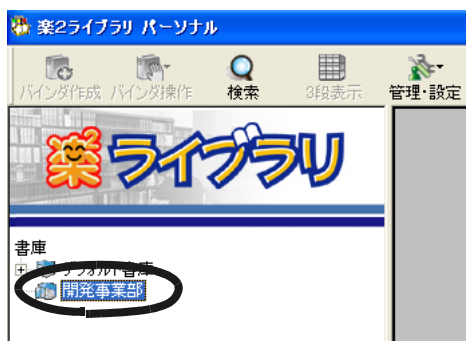 楽2ライブラリ パーソナル
バインダ作成 バインダ操作 検索 3段表示 管理・設定
楽2ライブラリ
書庫
デフォルト書庫
開発事業部